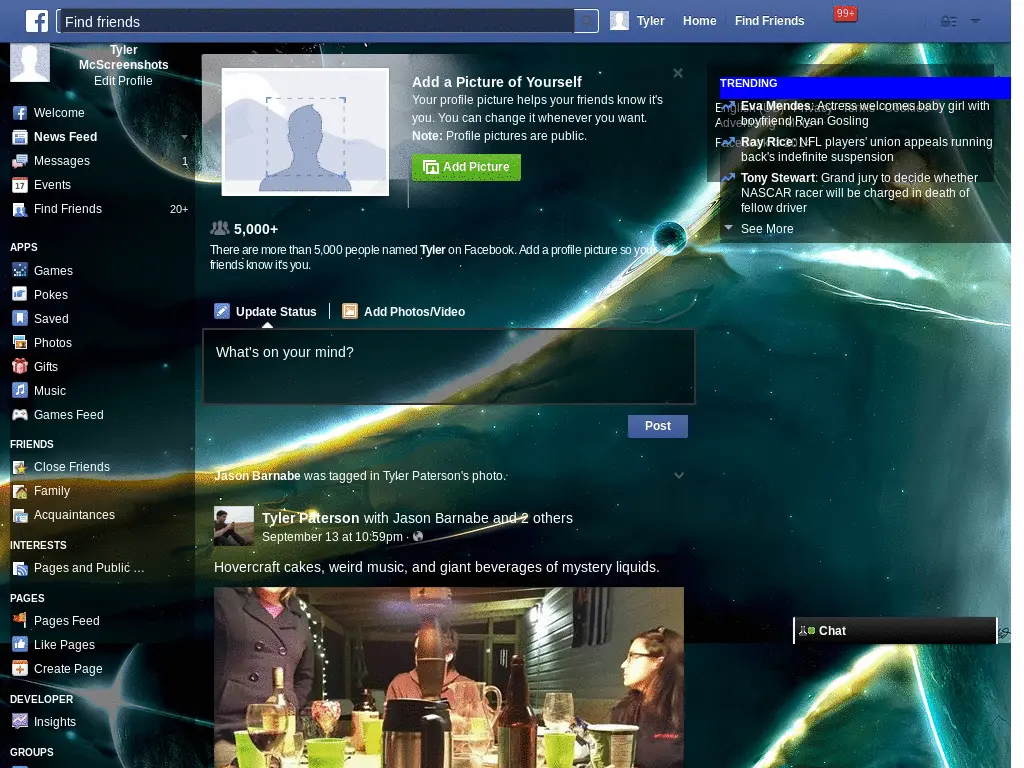 Find friends
Tyler
Home
Find Friends
99+
Tyler
McScreenshots
Edit Profile
Welcome
News Feed
Messages 1
Events
17
Find Friends 20+
APPS
Games
Pokes
Saved
Photos
Gifts
Music
Games Feed
FRIENDS
Close Friends
Family
Acquaintances
INTERESTS
Pages and Public ...
PAGES
Pages Feed
Like Pages
Create Page
DEVELOPER
Insights
GROUPS
Add a Picture of Yourself
Your profile picture helps your friends know it's
you. You can change it whenever you want.
Note: Profile pictures are public.
Add Picture
5,000+
There are more than 5,000 people named Tyler on Facebook. Add a profile picture so your
friends know it's you.
Update Status
Add Photos/Video
What's on your mind?
Post
Jason Barnabe was tagged in Tyler Paterson's photo.
Tyler Paterson with Jason Barnabe and 2 others
September 13 at 10:59pm ·
Hovercraft cakes, weird music, and giant beverages of mystery liquids.
TRENDING
Eva Mendes: Actress welcomes baby girl with
boyfriend Ryan Gosling
Ray Rice: NFL players' union appeals running
back's indefinite suspension
Tony Stewart: Grand jury to decide whether
NASCAR racer will be charged in death of
fellow driver
See More
Chat